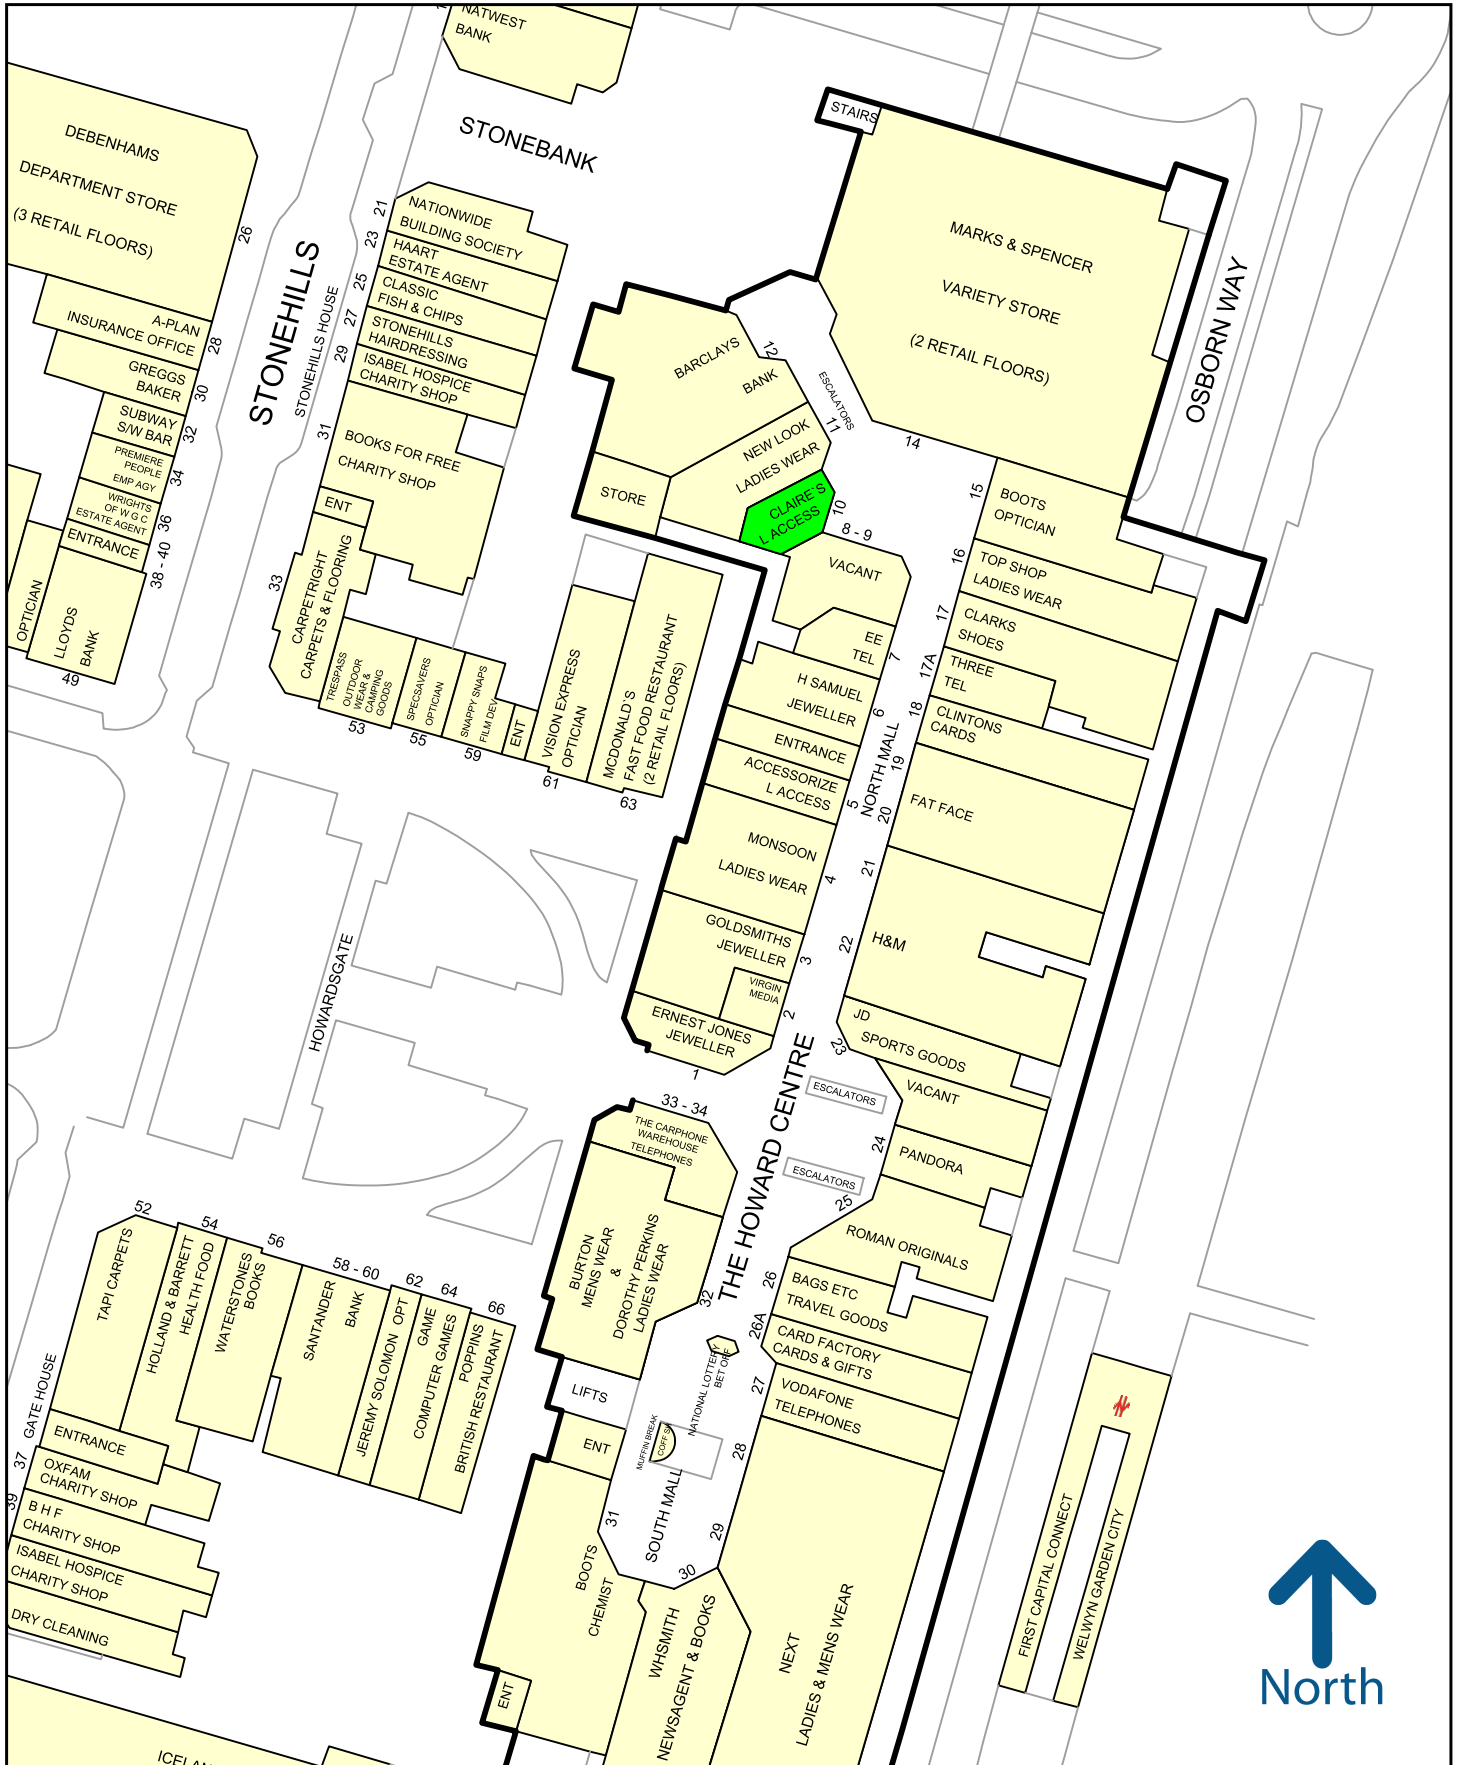 NATWEST
BANK
STONEBANK
DEBENHAMS
DEPARTMENT STORE
(3 RETAIL FLOORS)
26
A-PLAN
INSURANCE OFFICE
28
GREGGS
BAKER
30
SUBWAY
S/W BAR
32
PREMIERE
PEOPLE
EMP AGY
34
WRIGHTS
OF W G C
ESTATE AGENT
36
ENTRANCE
38 - 40
OPTICIAN
LLOYDS
BANK
49
STONEHILLS
STONEHILLS HOUSE
21
NATIONWIDE
BUILDING SOCIETY
23
HAART
ESTATE AGENT
25
CLASSIC
FISH & CHIPS
27
STONEHILLS
HAIRDRESSING
29
ISABEL HOSPICE
CHARITY SHOP
31
BOOKS FOR FREE
CHARITY SHOP
ENT
33
CARPETRIGHT
CARPETS & FLOORING
TRESPASS
OUTDOOR
WEAR &
CAMPING
GOODS
53
SPECSAVERS
OPTICIAN
55
SNAPPY SNAPS
FILM DEV
59
ENT
VISION EXPRESS
OPTICIAN
61
MCDONALD`S
FAST FOOD RESTAURANT
(2 RETAIL FLOORS)
63
STAIRS
MARKS & SPENCER
VARIETY STORE
(2 RETAIL FLOORS)
14
OSBORN WAY
BARCLAYS
BANK
12
ESCALATORS
11
NEW LOOK
LADIES WEAR
STORE
CLAIRE`S
L ACCESS
10
8 - 9
VACANT
EE
TEL
7
H SAMUEL
JEWELLER
6
ENTRANCE
ACCESSORIZE
L ACCESS
5
MONSOON
LADIES WEAR
4
GOLDSMITHS
JEWELLER
3
VIRGIN
MEDIA
2
ERNEST JONES
JEWELLER
1
NORTH MALL
15
BOOTS
OPTICIAN
16
TOP SHOP
LADIES WEAR
17
CLARKS
SHOES
17A
THREE
TEL
18
CLINTONS
CARDS
19
20
FAT FACE
21
22
H&M
JD
SPORTS GOODS
23
VACANT
24
PANDORA
25
ROMAN ORIGINALS
26
BAGS ETC
TRAVEL GOODS
26A
CARD FACTORY
CARDS & GIFTS
27
VODAFONE
TELEPHONES
28
29
NEXT
LADIES & MENS WEAR
THE HOWARD CENTRE
ESCALATORS
ESCALATORS
33 - 34
THE CARPHONE
WAREHOUSE
TELEPHONES
BURTON
MENS WEAR
&
DOROTHY PERKINS
LADIES WEAR
32
NATIONAL LOTTERY
BET OFF
LIFTS
ENT
MUFFIN BREAK
COFF S
SOUTH MALL
31
30
BOOTS
CHEMIST
ENT
WHSMITH
NEWSAGENT & BOOKS
HOWARDSGATE
52
TAPI CARPETS
54
HOLLAND & BARRETT
HEALTH FOOD
56
WATERSTONES
BOOKS
58 - 60
SANTANDER
BANK
62
JEREMY SOLOMON OPT
64
GAME
COMPUTER GAMES
66
POPPINS
BRITISH RESTAURANT
GATE HOUSE
ENTRANCE
37
OXFAM
CHARITY SHOP
39
B H F
CHARITY SHOP
ISABEL HOSPICE
CHARITY SHOP
DRY CLEANING
FIRST CAPITAL CONNECT
WELWYN GARDEN CITY
North